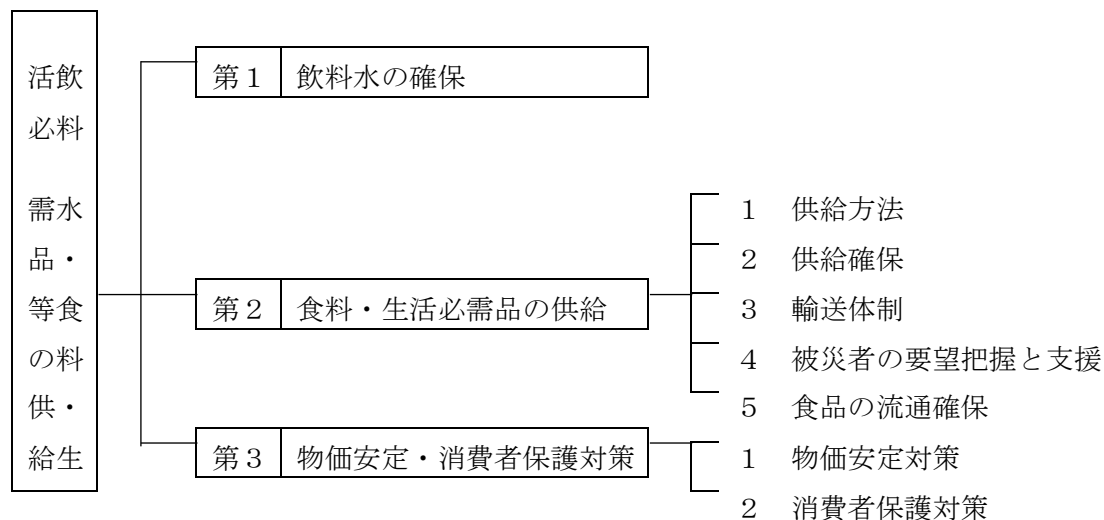 飲料水・食料・生
活必需品等の供給
第１ 飲料水の確保
第２ 食料・生活必需品の供給
１ 供給方法
２ 供給確保
３ 輸送体制
４ 被災者の要望把握と支援
５ 食品の流通確保
第３ 物価安定・消費者保護対策
１ 物価安定対策
２ 消費者保護対策